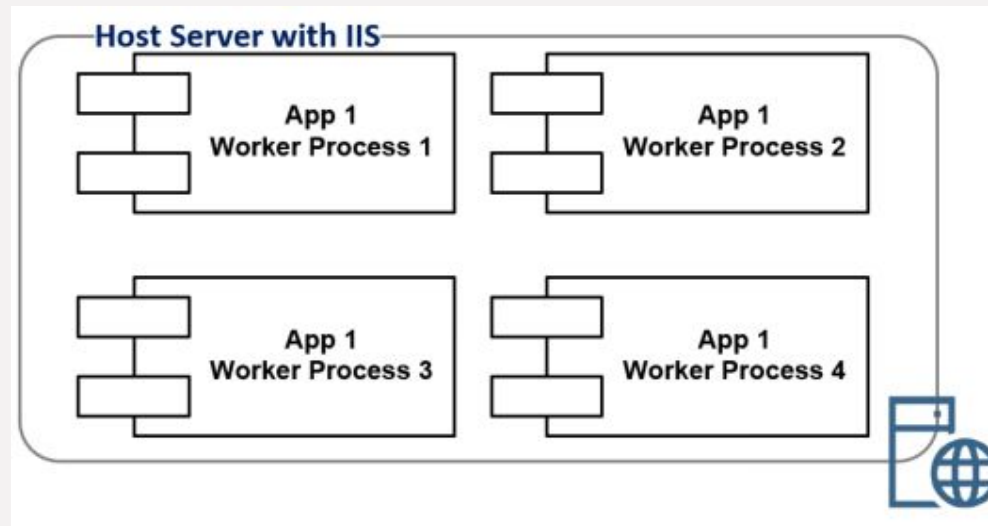 Host Server with IIS
App 1
Worker Process 1
App 1
Worker Process 2
App 1
Worker Process 3
App 1
Worker Process 4